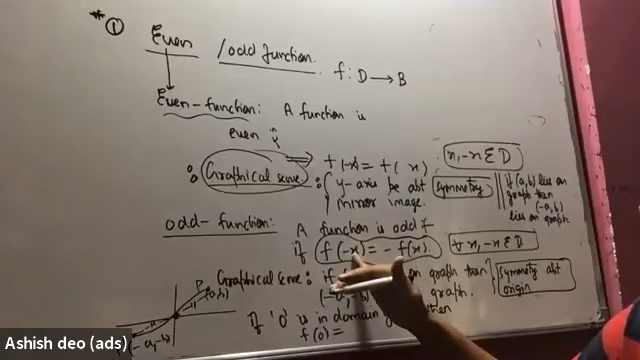 * ① Even / odd function.
f: D → B
Even-function: A function is
even if
f(-x) = f(x) x, -x ∈ D
Graphical sense : y-axis be abt symmetry
mirror image.
if (a,b) lies on
graph then
(-a,b)
lies on graph.
odd-function: A function is odd if
if f(-x) = -f(x). ∀ x, -x ∈ D
Graphical sense: if on graph then
(-a,-b) graph.
symmetry abt
origin
P (a,b)
(-a,-b)
If '0' is in domain then
f(0) =
Ashish deo (ads)